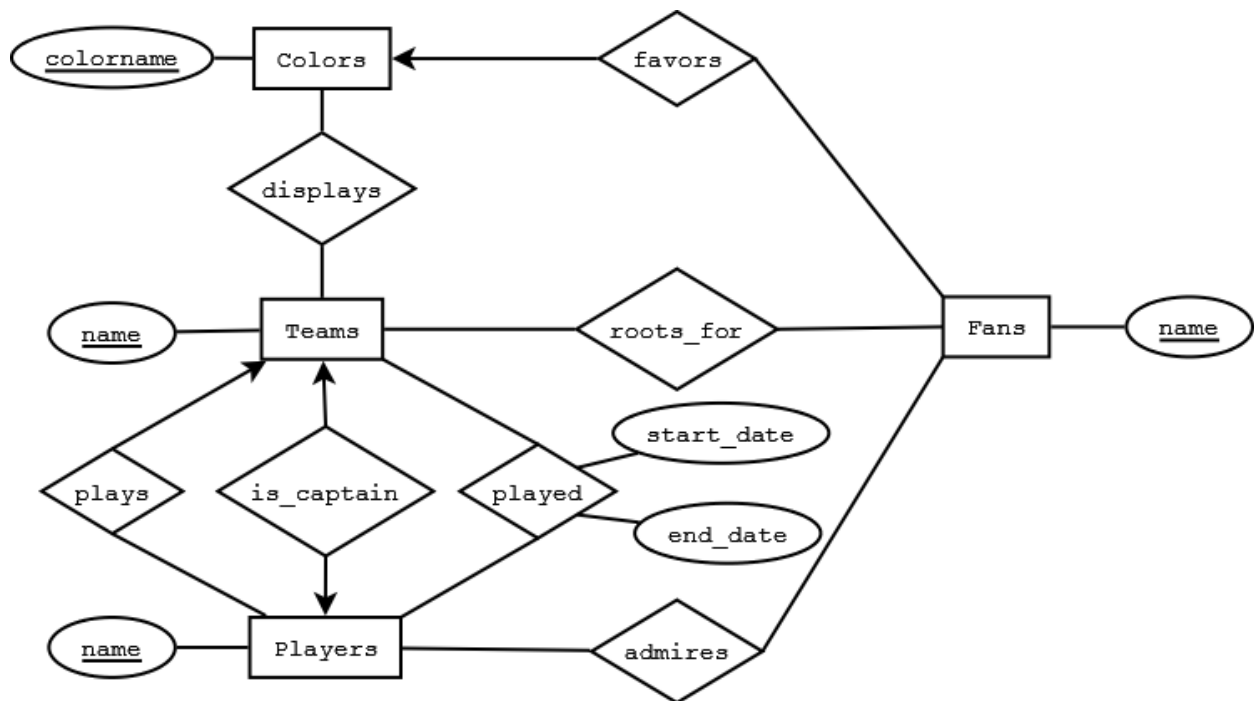 colorname
Colors
favors
displays
name
Teams
roots_for
Fans
name
start_date
plays
is_captain
played
end_date
name
Players
admires